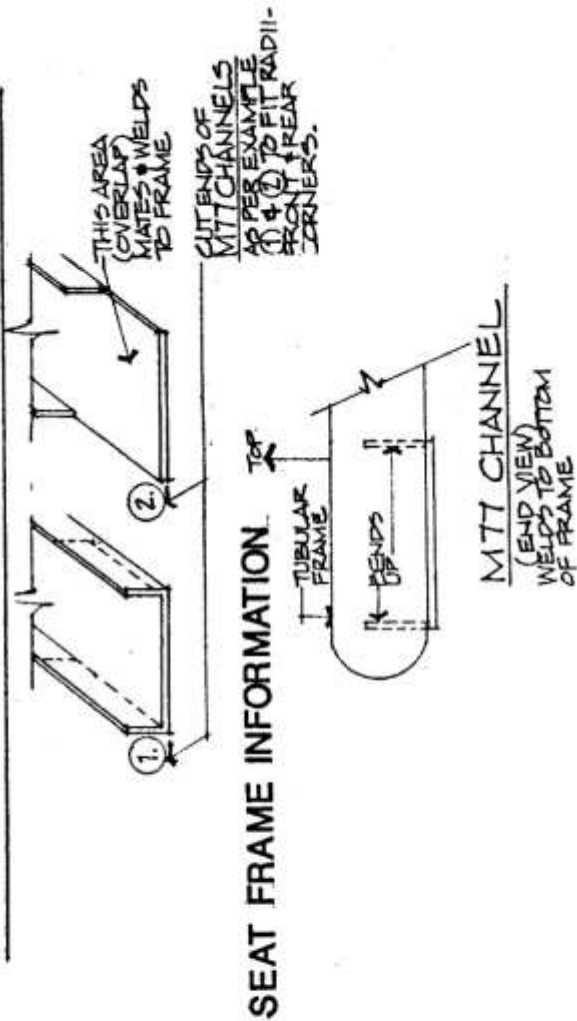 1.
2.
THIS AREA
(OVERLAP)
MATES & WELDS
TO FRAME
CUT ENDS OF
M77 CHANNELS
AS PER EXAMPLE
① & ② TO FIT RADII-
FRONT & REAR
CORNERS.
SEAT FRAME INFORMATION
TUBULAR
FRAME
TOP
BENDS
UP
M77 CHANNEL
(END VIEW)
WELDS TO BOTTOM
OF FRAME